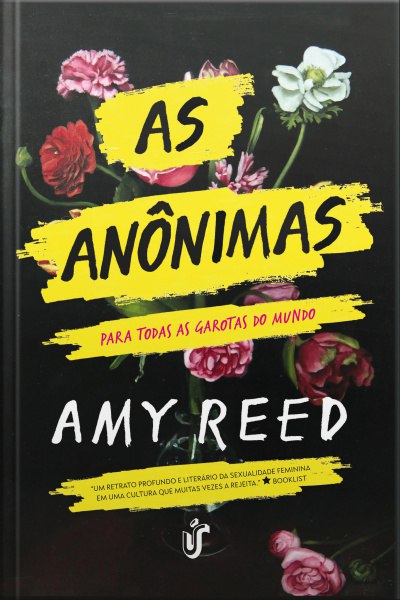 AS
ANÔNIMAS
PARA TODAS AS GAROTAS DO MUNDO
AMY REED
"UM RETRATO PROFUNDO E LITERÁRIO DA SEXUALIDADE FEMININA
EM UMA CULTURA QUE MUITAS VEZES A REJEITA." ★ BOOKLIST